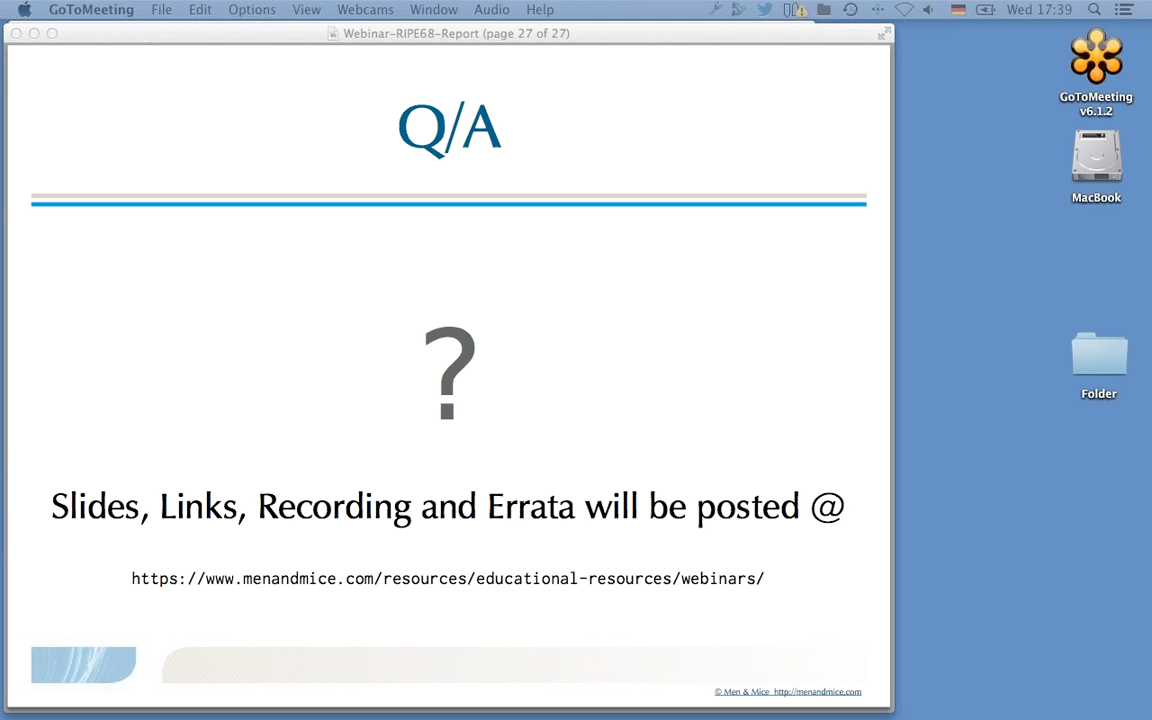 GoToMeeting File Edit Options View Webcams Window Audio Help Wed 17:39
Webinar-RIPE68-Report (page 27 of 27)
GoToMeeting
v6.1.2
MacBook
Folder
Q/A
?
Slides, Links, Recording and Errata will be posted @
https://www.menandmice.com/resources/educational-resources/webinars/
© Men & Mice http://menandmice.com